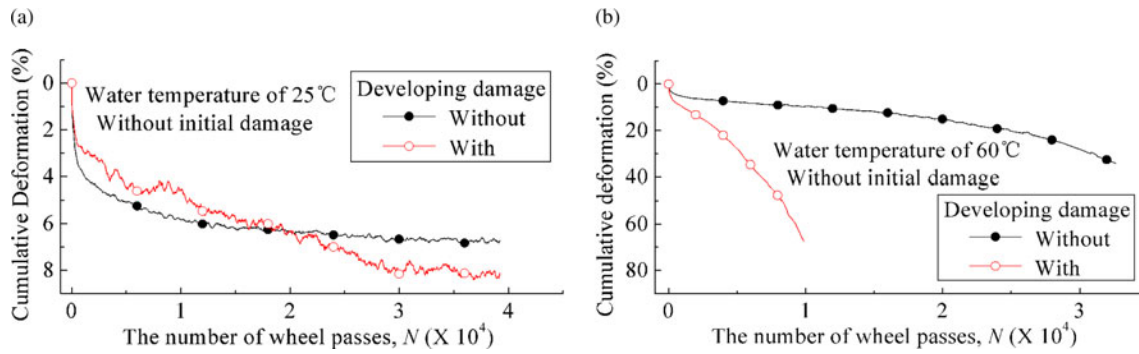 (a)
Cumulative Deformation (%)
0
2
4
6
8
Water temperature of 25℃
Without initial damage
Developing damage
Without
With
0
1
2
3
4
The number of wheel passes, N (X 10⁴)
(b)
Cumulative deformation (%)
0
20
40
60
80
Water temperature of 60℃
Without initial damage
Developing damage
Without
With
0
1
2
3
The number of wheel passes, N (X 10⁴)